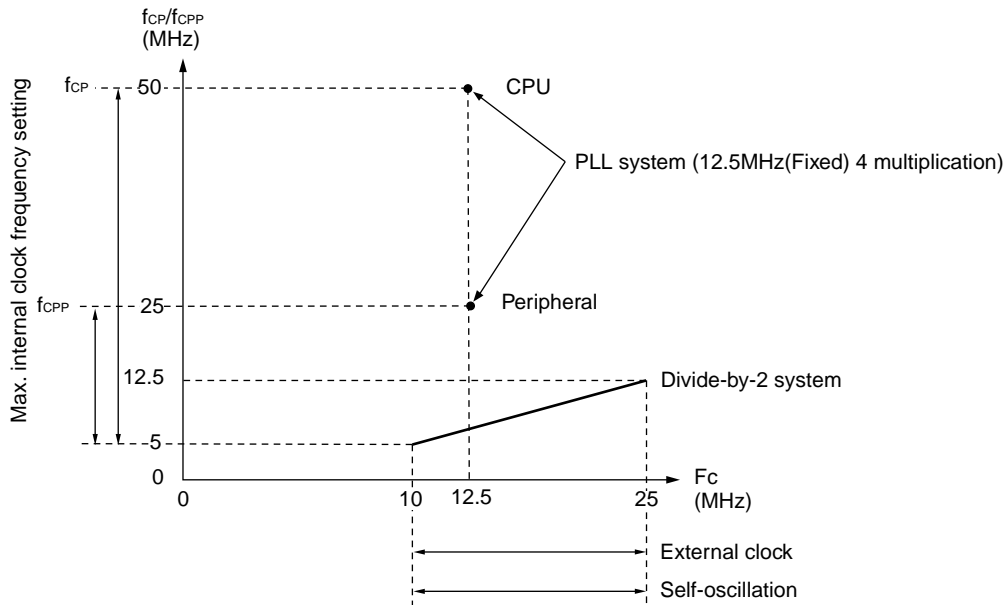 fCP/fCPP
(MHz)
Max. internal clock frequency setting
fCP
50
CPU
PLL system (12.5MHz(Fixed) 4 multiplication)
fCPP
25
Peripheral
12.5
Divide-by-2 system
5
0
Fc
(MHz)
0
10
12.5
25
External clock
Self-oscillation